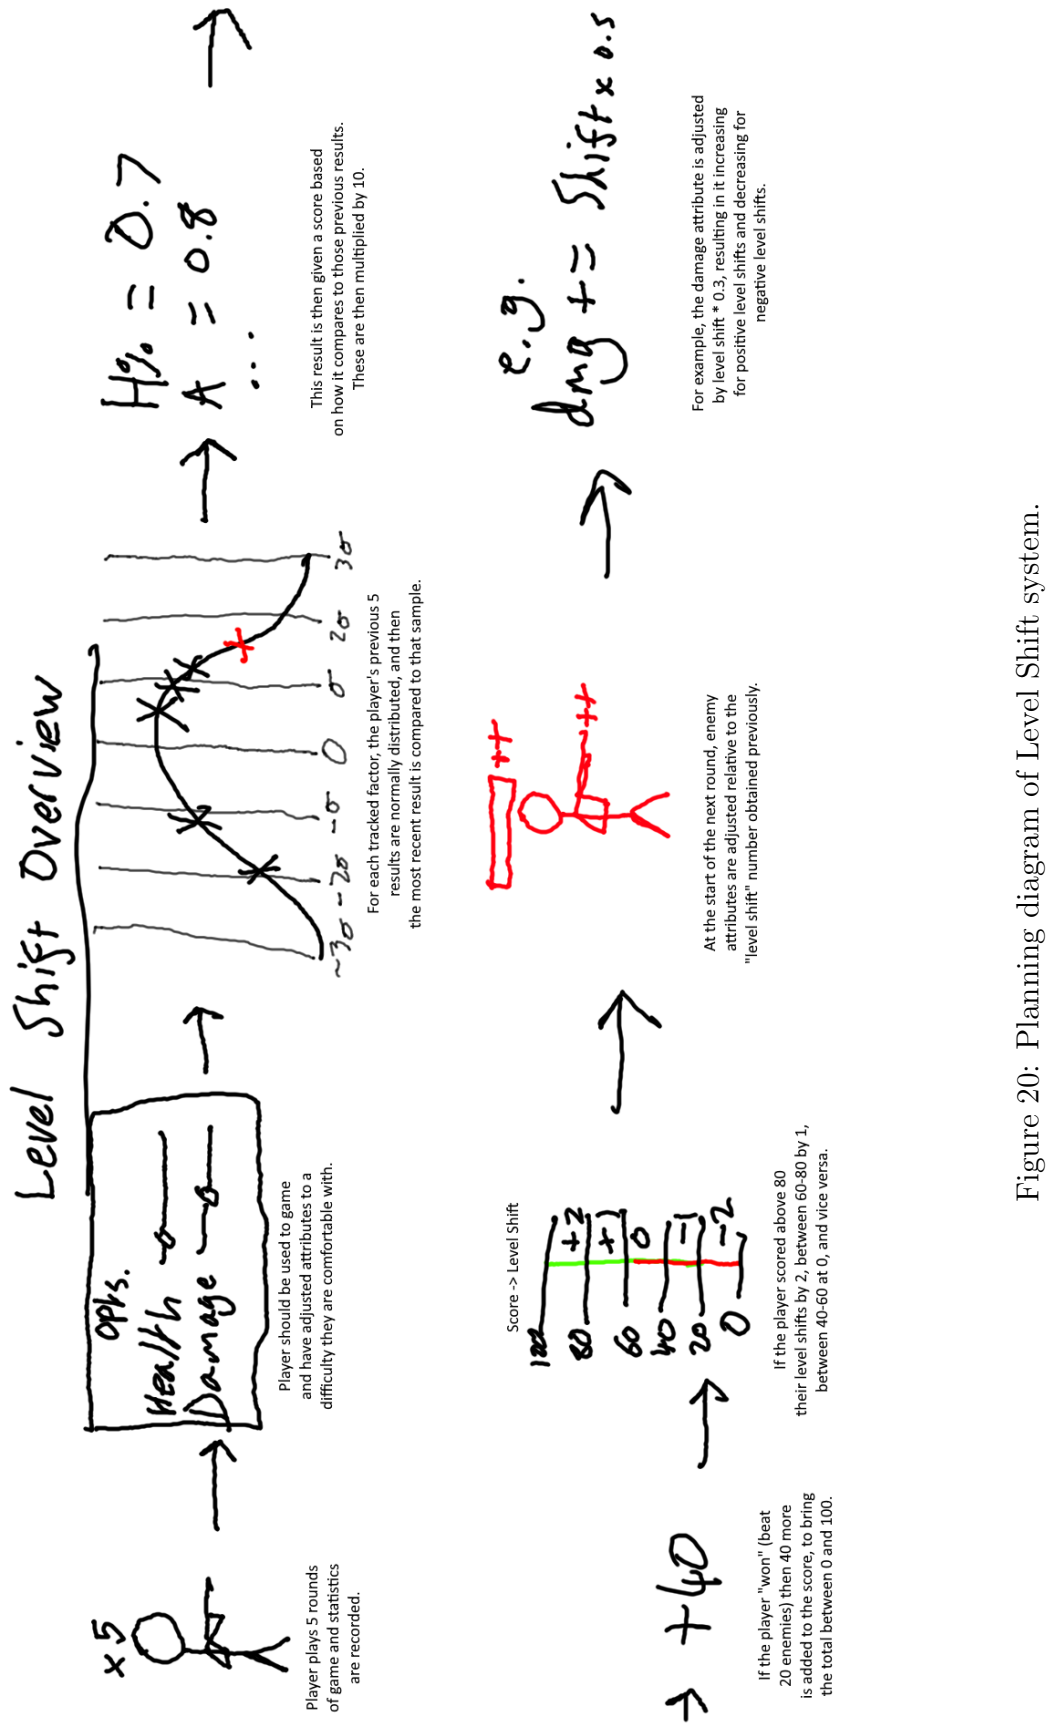 Level Shift Overview
x5
Player plays 5 rounds
of game and statistics
are recorded.
opts.
Health
Damage
Player should be used to game
and have adjusted attributes to a
difficulty they are comfortable with.
-3σ -2σ -σ 0 σ 2σ 3σ
For each tracked factor, the player's previous 5
results are normally distributed, and then
the most recent result is compared to that sample.
H% = 0.7
A = 0.8
...
This result is then given a score based
on how it compares to those previous results.
These are then multiplied by 10.
+40
If the player "won" (beat
20 enemies) then 40 more
is added to the score, to bring
the total between 0 and 100.
Score -> Level Shift
100
+2
80
+1
60
0
40
-1
20
-2
0
If the player scored above 80
their level shifts by 2, between 60-80 by 1,
between 40-60 at 0, and vice versa.
++
++
At the start of the next round, enemy
attributes are adjusted relative to the
"level shift" number obtained previously.
e.g.
dmg += Shift x 0.5
For example, the damage attribute is adjusted
by level shift * 0.3, resulting in it increasing
for positive level shifts and decreasing for
negative level shifts.
Figure 20: Planning diagram of Level Shift system.